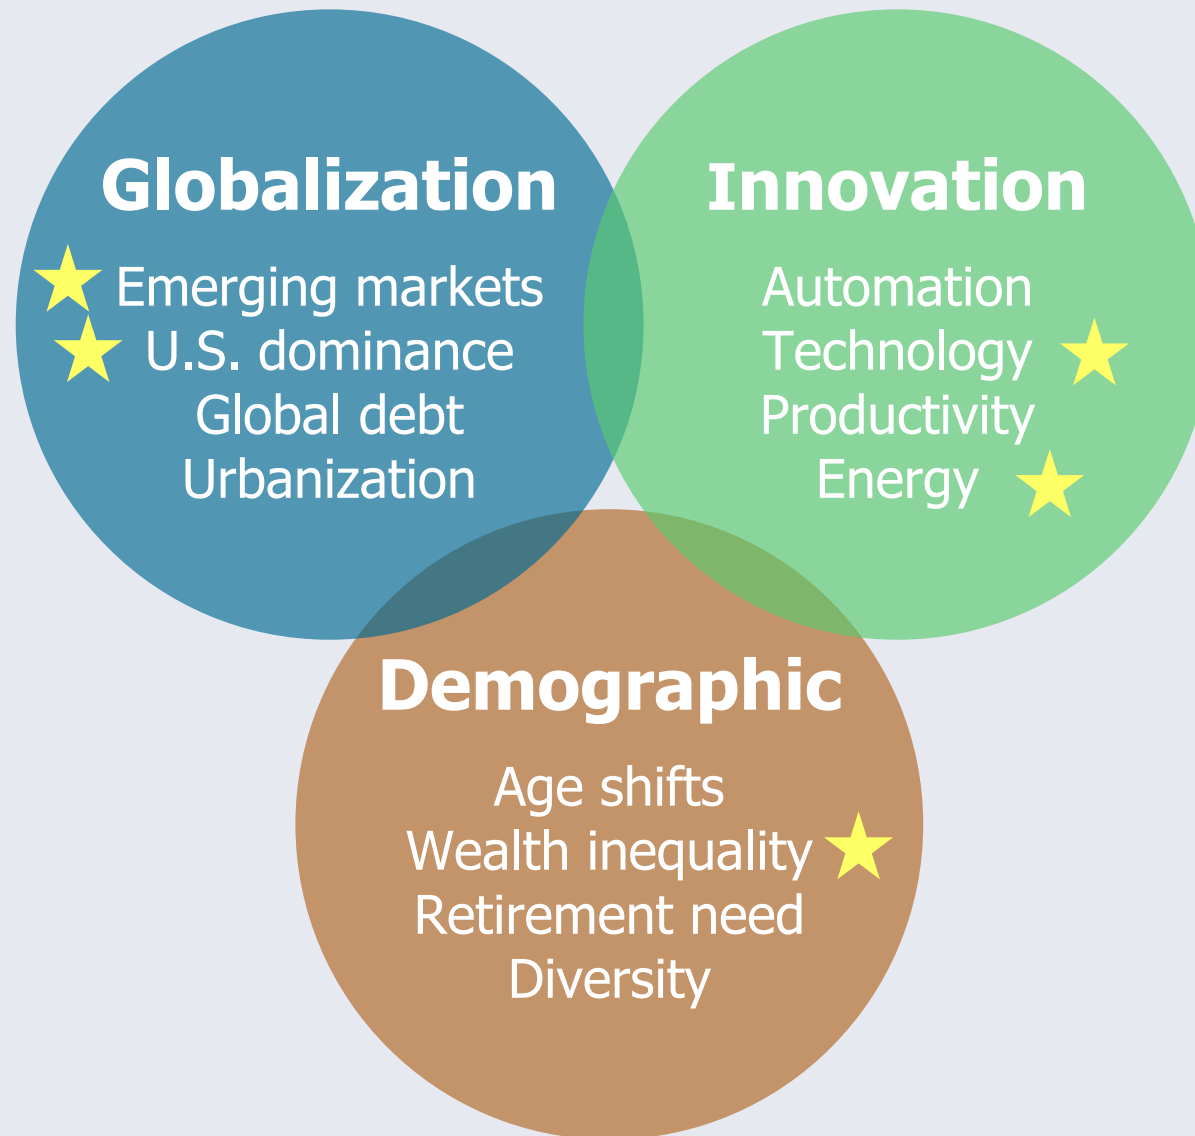 Globalization
Emerging markets
U.S. dominance
Global debt
Urbanization
Innovation
Automation
Technology
Productivity
Energy
Demographic
Age shifts
Wealth inequality
Retirement need
Diversity